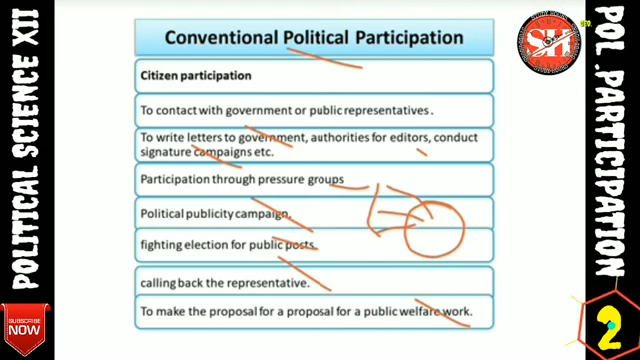 POLITICAL SCIENCE XII
Conventional Political Participation
Citizen participation
To contact with government or public representatives.
To write letters to government, authorities for editors, conduct
signature campaigns etc.
Participation through pressure groups
Political publicity campaign.
fighting election for public posts.
calling back the representative.
To make the proposal for a proposal for a public welfare work.
SH
POL. PARTICIPATION
SUBSCRIBE
NOW
2